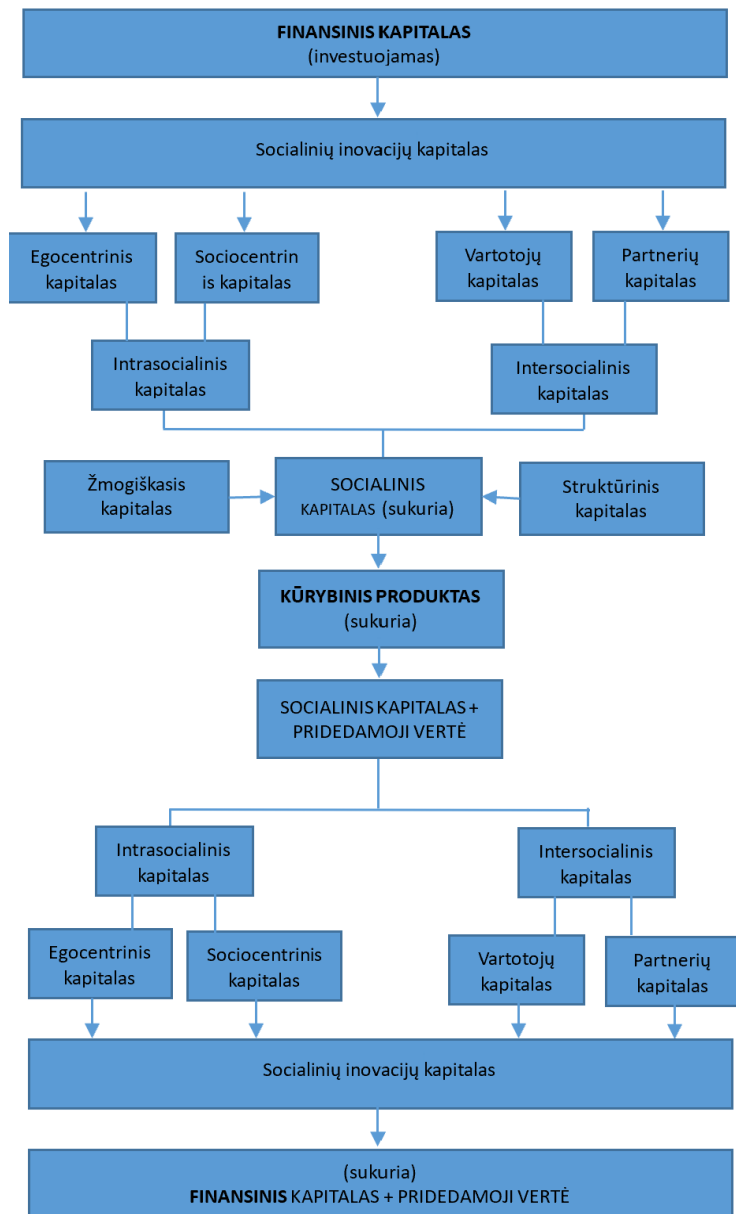 FINANSINIS KAPITALAS
(investuojamas)
Socialinių inovacijų kapitalas
Egocentrinis
kapitalas
Sociocentrin
is kapitalas
Vartotojų
kapitalas
Partnerių
kapitalas
Intrasocialinis
kapitalas
Intersocialinis
kapitalas
Žmogiškasis
kapitalas
SOCIALINIS
KAPITALAS (sukuria)
Struktūrinis
kapitalas
KŪRYBINIS PRODUKTAS
(sukuria)
SOCIALINIS KAPITALAS +
PRIDEDAMOJI VERTĖ
Intrasocialinis
kapitalas
Intersocialinis
kapitalas
Egocentrinis
kapitalas
Sociocentrinis
kapitalas
Vartotojų
kapitalas
Partnerių
kapitalas
Socialinių inovacijų kapitalas
(sukuria)
FINANSINIS KAPITALAS + PRIDEDAMOJI VERTĖ